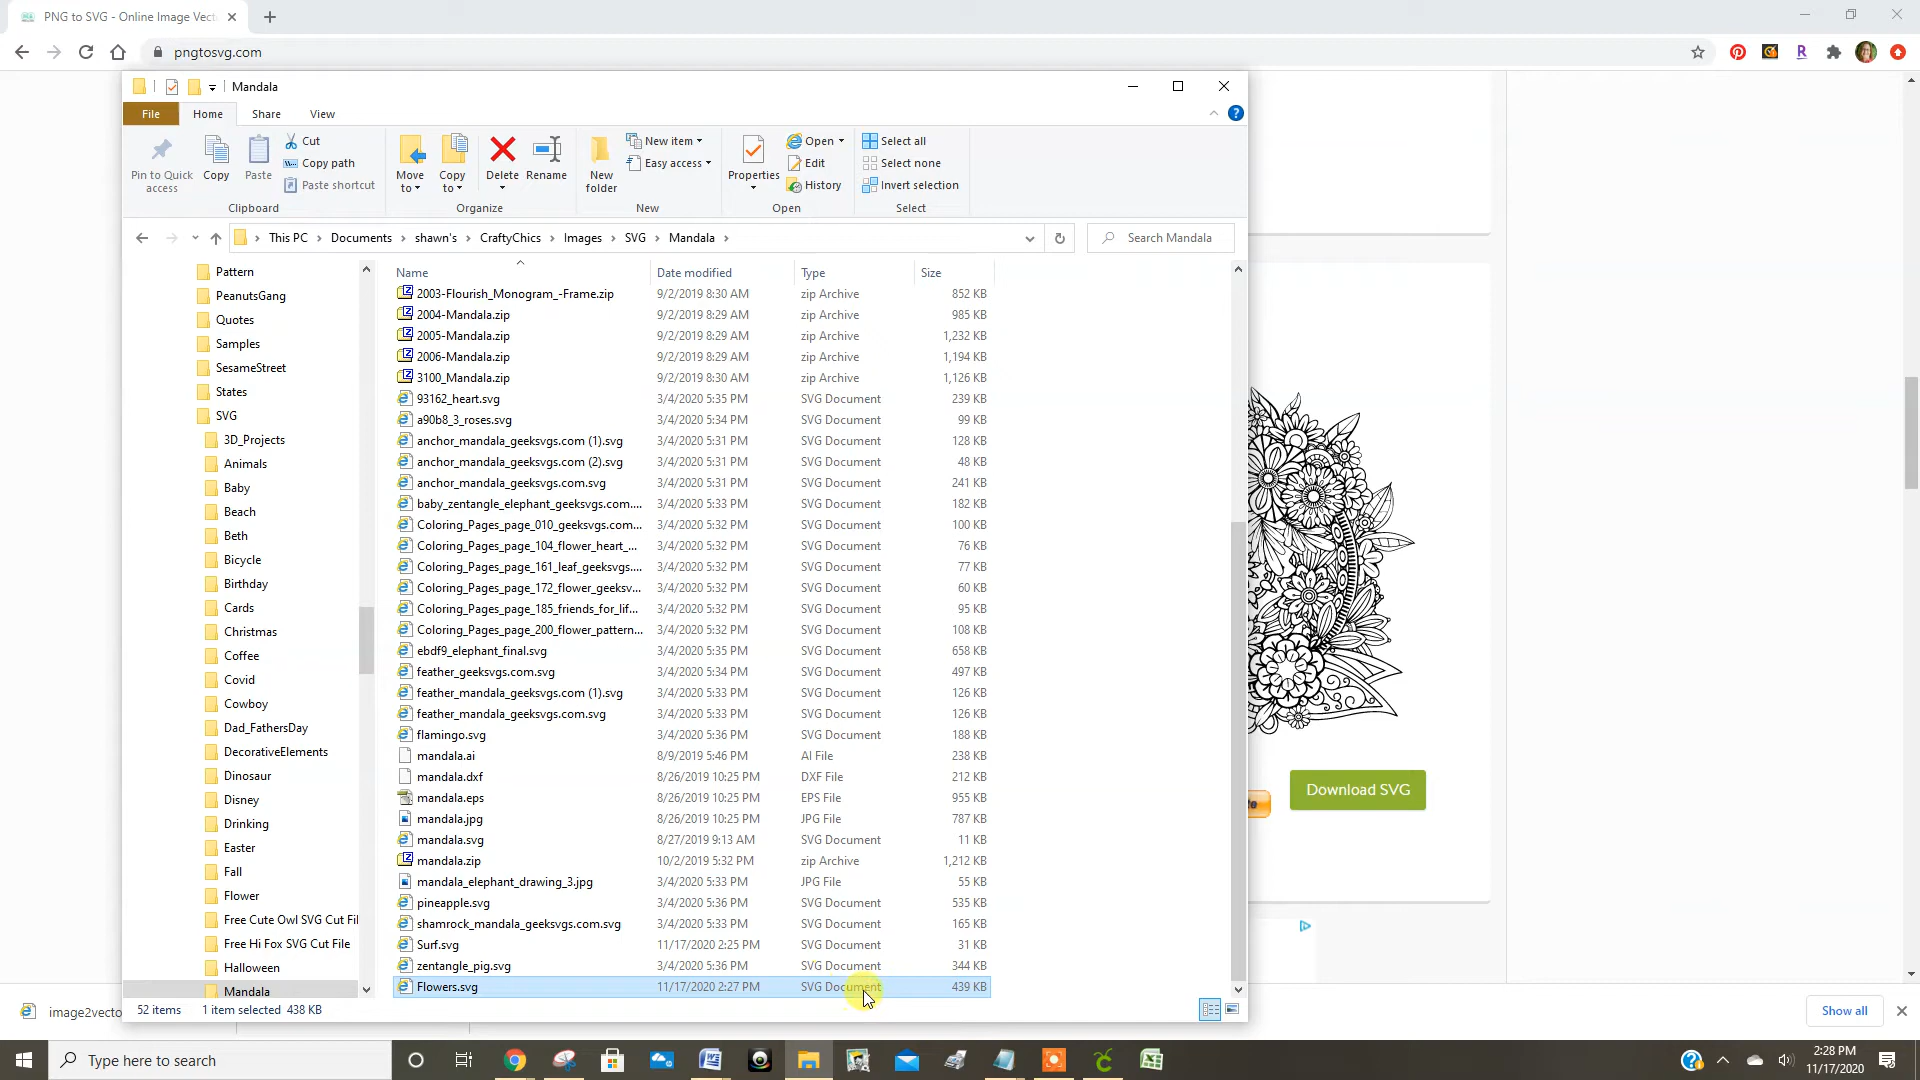 PNG to SVG - Online Image Vect
pngtosvg.com
Mandala
File Home Share View
Pin to Quick access
Copy
Paste
Cut
Copy path
Paste shortcut
Clipboard
Move to
Copy to
Delete
Rename
Organize
New folder
New item
Easy access
New
Properties
Open
Edit
History
Open
Select all
Select none
Invert selection
Select
This PC > Documents > shawn's > CraftyChics > Images > SVG > Mandala >
Search Mandala
Pattern
PeanutsGang
Quotes
Samples
SesameStreet
States
SVG
3D_Projects
Animals
Baby
Beach
Beth
Bicycle
Birthday
Cards
Christmas
Coffee
Covid
Cowboy
Dad_FathersDay
DecorativeElements
Dinosaur
Disney
Drinking
Easter
Fall
Flower
Free Cute Owl SVG Cut Fil
Free Hi Fox SVG Cut File
Halloween
Mandala
Name Date modified Type Size
2003-Flourish_Monogram_-Frame.zip 9/2/2019 8:30 AM zip Archive 852 KB
2004-Mandala.zip 9/2/2019 8:29 AM zip Archive 985 KB
2005-Mandala.zip 9/2/2019 8:29 AM zip Archive 1,232 KB
2006-Mandala.zip 9/2/2019 8:29 AM zip Archive 1,194 KB
3100_Mandala.zip 9/2/2019 8:30 AM zip Archive 1,126 KB
93162_heart.svg 3/4/2020 5:35 PM SVG Document 239 KB
a90b8_3_roses.svg 3/4/2020 5:34 PM SVG Document 99 KB
anchor_mandala_geeksvgs.com (1).svg 3/4/2020 5:31 PM SVG Document 128 KB
anchor_mandala_geeksvgs.com (2).svg 3/4/2020 5:31 PM SVG Document 48 KB
anchor_mandala_geeksvgs.com.svg 3/4/2020 5:31 PM SVG Document 241 KB
baby_zentangle_elephant_geeksvgs.com.... 3/4/2020 5:33 PM SVG Document 182 KB
Coloring_Pages_page_010_geeksvgs.com... 3/4/2020 5:32 PM SVG Document 100 KB
Coloring_Pages_page_104_flower_heart_... 3/4/2020 5:32 PM SVG Document 76 KB
Coloring_Pages_page_161_leaf_geeksvgs.... 3/4/2020 5:32 PM SVG Document 77 KB
Coloring_Pages_page_172_flower_geeksv... 3/4/2020 5:32 PM SVG Document 60 KB
Coloring_Pages_page_185_friends_for_lif... 3/4/2020 5:32 PM SVG Document 95 KB
Coloring_Pages_page_200_flower_pattern... 3/4/2020 5:32 PM SVG Document 108 KB
ebdf9_elephant_final.svg 3/4/2020 5:35 PM SVG Document 658 KB
feather_geeksvgs.com.svg 3/4/2020 5:34 PM SVG Document 497 KB
feather_mandala_geeksvgs.com (1).svg 3/4/2020 5:33 PM SVG Document 126 KB
feather_mandala_geeksvgs.com.svg 3/4/2020 5:33 PM SVG Document 126 KB
flamingo.svg 3/4/2020 5:36 PM SVG Document 188 KB
mandala.ai 8/9/2019 5:46 PM AI File 238 KB
mandala.dxf 8/26/2019 10:25 PM DXF File 212 KB
mandala.eps 8/26/2019 10:25 PM EPS File 955 KB
mandala.jpg 8/26/2019 10:25 PM JPG File 787 KB
mandala.svg 8/27/2019 9:13 AM SVG Document 11 KB
mandala.zip 10/2/2019 5:32 PM zip Archive 1,212 KB
mandala_elephant_drawing_3.jpg 3/4/2020 5:33 PM JPG File 55 KB
pineapple.svg 3/4/2020 5:36 PM SVG Document 535 KB
shamrock_mandala_geeksvgs.com.svg 3/4/2020 5:33 PM SVG Document 165 KB
Surf.svg 11/17/2020 2:25 PM SVG Document 31 KB
zentangle_pig.svg 3/4/2020 5:36 PM SVG Document 344 KB
Flowers.svg 11/17/2020 2:27 PM SVG Document 439 KB
52 items 1 item selected 438 KB
te
Download SVG
image2vecto
Show all
Type here to search
2:28 PM
11/17/2020